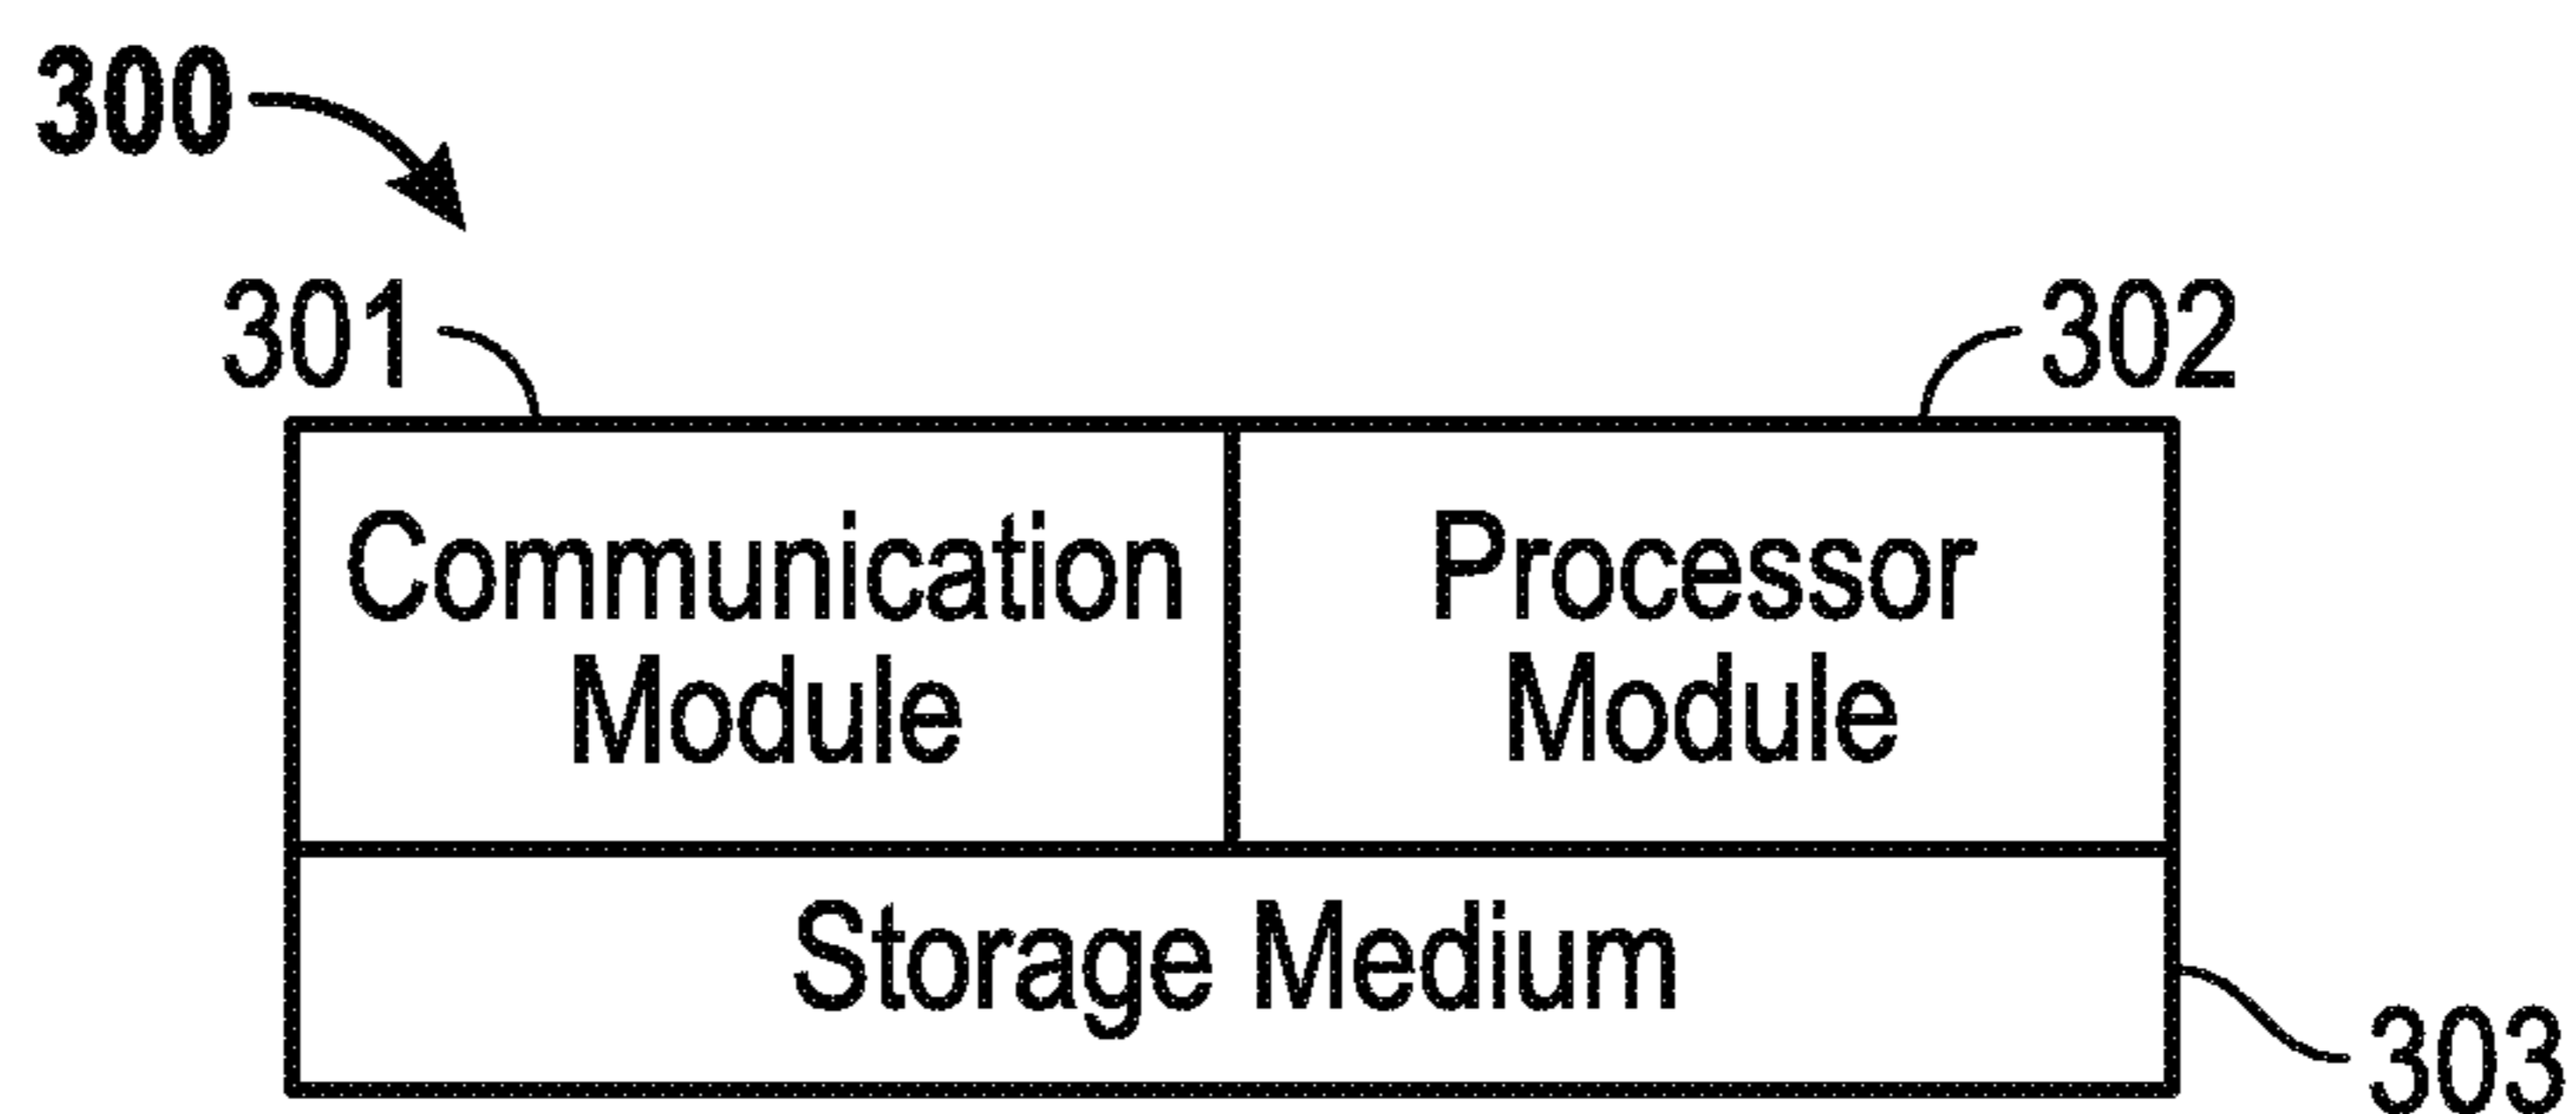 300
301
302
Communication
Module
Processor
Module
Storage Medium
303